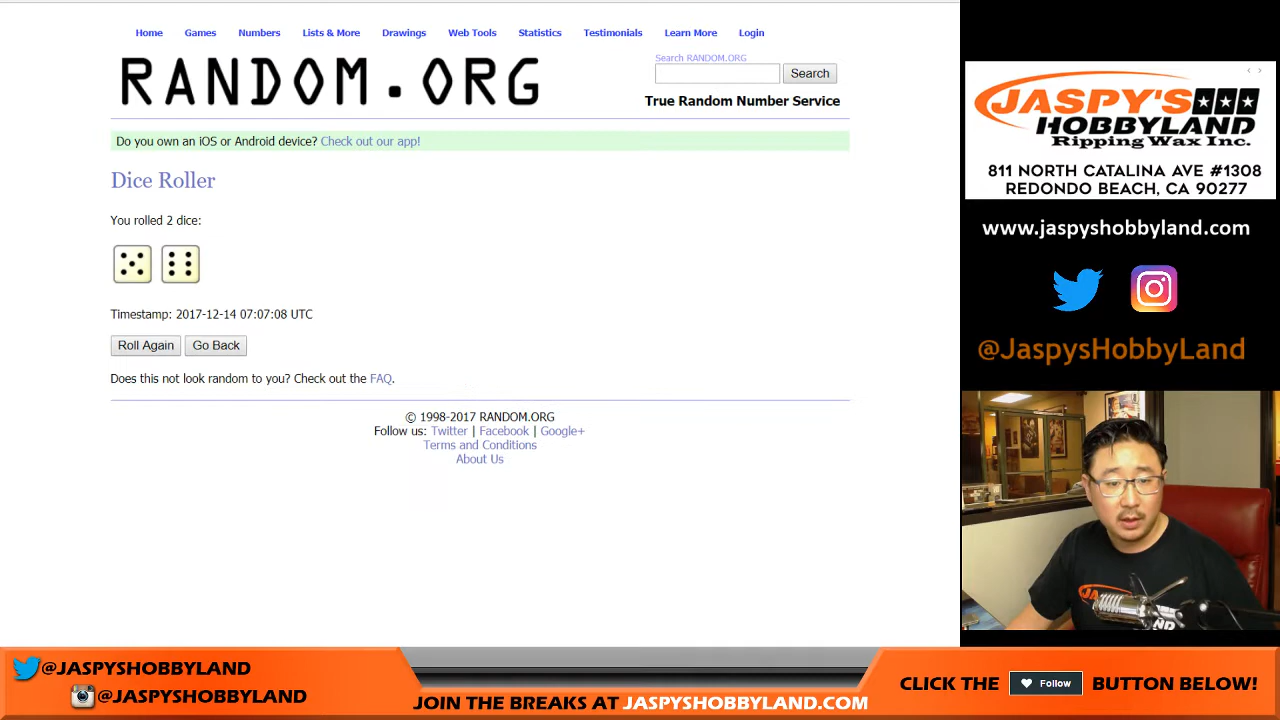 Home Games Numbers Lists & More Drawings Web Tools Statistics Testimonials Learn More Login
RANDOM.ORG
Search RANDOM.ORG
Search
True Random Number Service
Do you own an iOS or Android device? Check out our app!
Dice Roller
You rolled 2 dice:
Timestamp: 2017-12-14 07:07:08 UTC
Roll Again Go Back
Does this not look random to you? Check out the FAQ.
© 1998-2017 RANDOM.ORG
Follow us: Twitter | Facebook | Google+
Terms and Conditions
About Us
JASPY'S
HOBBYLAND
Ripping Wax Inc.
811 NORTH CATALINA AVE #1308
REDONDO BEACH, CA 90277
www.jaspyshobbyland.com
@JaspysHobbyLand
@JASPYSHOBBYLAND
@JASPYSHOBBYLAND
JOIN THE BREAKS AT JASPYSHOBBYLAND.COM
CLICK THE Follow BUTTON BELOW!